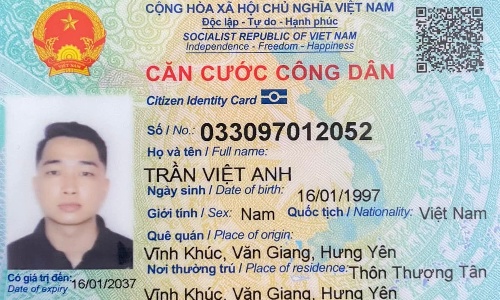 CỘNG HÒA XÃ HỘI CHỦ NGHĨA VIỆT NAM
Độc lập - Tự do - Hạnh phúc
SOCIALIST REPUBLIC OF VIET NAM
Independence - Freedom - Happiness
CĂN CƯỚC CÔNG DÂN
Citizen Identity Card
Số / No.: 033097012052
Họ và tên / Full name:
TRẦN VIỆT ANH
Ngày sinh / Date of birth: 16/01/1997
Giới tính / Sex: Nam Quốc tịch / Nationality: Việt Nam
Quê quán / Place of origin:
Vĩnh Khúc, Văn Giang, Hưng Yên
Nơi thường trú / Place of residence: Thôn Thượng Tân
Vĩnh Khúc, Văn Giang, Hưng Yên
Có giá trị đến: 16/01/2037
Date of expiry